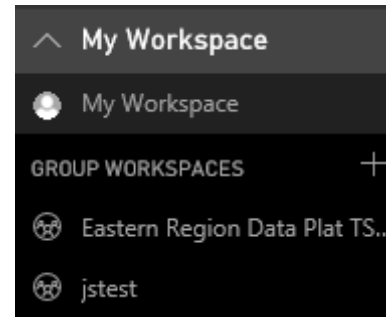 My Workspace
My Workspace
GROUP WORKSPACES
Eastern Region Data Plat TS..
jstest